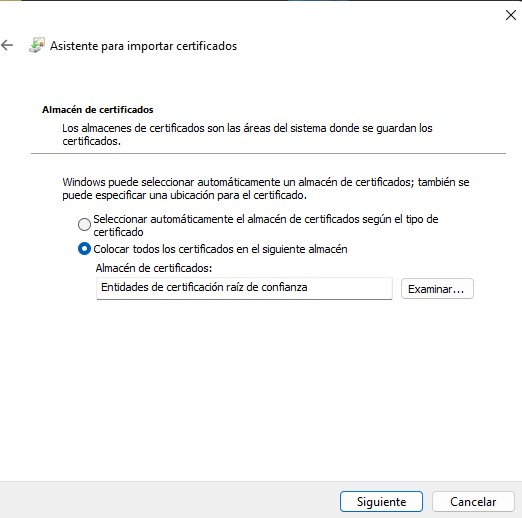 Asistente para importar certificados
Almacén de certificados
Los almacenes de certificados son las áreas del sistema donde se guardan los
certificados.
Windows puede seleccionar automáticamente un almacén de certificados; también se
puede especificar una ubicación para el certificado.
Seleccionar automáticamente el almacén de certificados según el tipo de
certificado
Colocar todos los certificados en el siguiente almacén
Almacén de certificados:
Entidades de certificación raíz de confianza
Examinar...
Siguiente
Cancelar